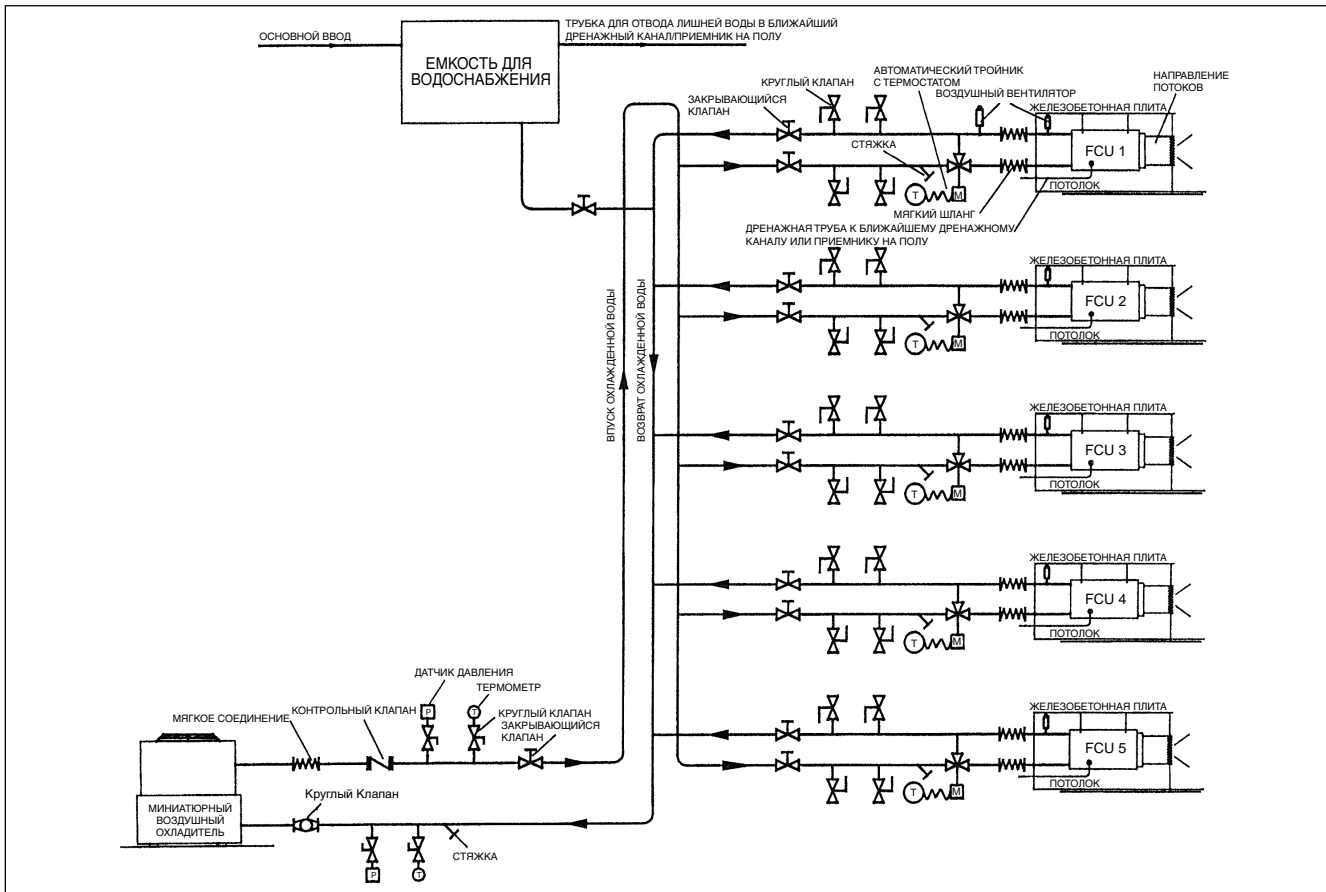 ОСНОВНОЙ ВВОД
ЕМКОСТЬ ДЛЯ
ВОДОСНАБЖЕНИЯ
ТРУБКА ДЛЯ ОТВОДА ЛИШНЕЙ ВОДЫ В БЛИЖАЙШИЙ
ДРЕНАЖНЫЙ КАНАЛ/ПРИЕМНИК НА ПОЛУ
КРУГЛЫЙ КЛАПАН
ЗАКРЫВАЮЩИЙСЯ
КЛАПАН
АВТОМАТИЧЕСКИЙ ТРОЙНИК
С ТЕРМОСТАТОМ
ВОЗДУШНЫЙ ВЕНТИЛЯТОР
НАПРАВЛЕНИЕ
ПОТОКОВ
ЖЕЛЕЗОБЕТОННАЯ ПЛИТА
FCU 1
СТЯЖКА
T
M
ПОТОЛОК
МЯГКИЙ ШЛАНГ
ДРЕНАЖНАЯ ТРУБА К БЛИЖАЙШЕМУ ДРЕНАЖНОМУ
КАНАЛУ ИЛИ ПРИЕМНИКУ НА ПОЛУ
ЖЕЛЕЗОБЕТОННАЯ ПЛИТА
FCU 2
T
M
ПОТОЛОК
ВПУСК ОХЛАЖДЕННОЙ ВОДЫ
ВОЗВРАТ ОХЛАЖДЕННОЙ ВОДЫ
ЖЕЛЕЗОБЕТОННАЯ ПЛИТА
FCU 3
T
M
ПОТОЛОК
ЖЕЛЕЗОБЕТОННАЯ ПЛИТА
FCU 4
T
M
ПОТОЛОК
ЖЕЛЕЗОБЕТОННАЯ ПЛИТА
FCU 5
T
M
ПОТОЛОК
ДАТЧИК ДАВЛЕНИЯ
ТЕРМОМЕТР
P
T
МЯГКОЕ СОЕДИНЕНИЕ
КОНТРОЛЬНЫЙ КЛАПАН
КРУГЛЫЙ КЛАПАН
ЗАКРЫВАЮЩИЙСЯ
КЛАПАН
МИНИАТЮРНЫЙ
ВОЗДУШНЫЙ
ОХЛАДИТЕЛЬ
Круглый Клапан
СТЯЖКА
P
T